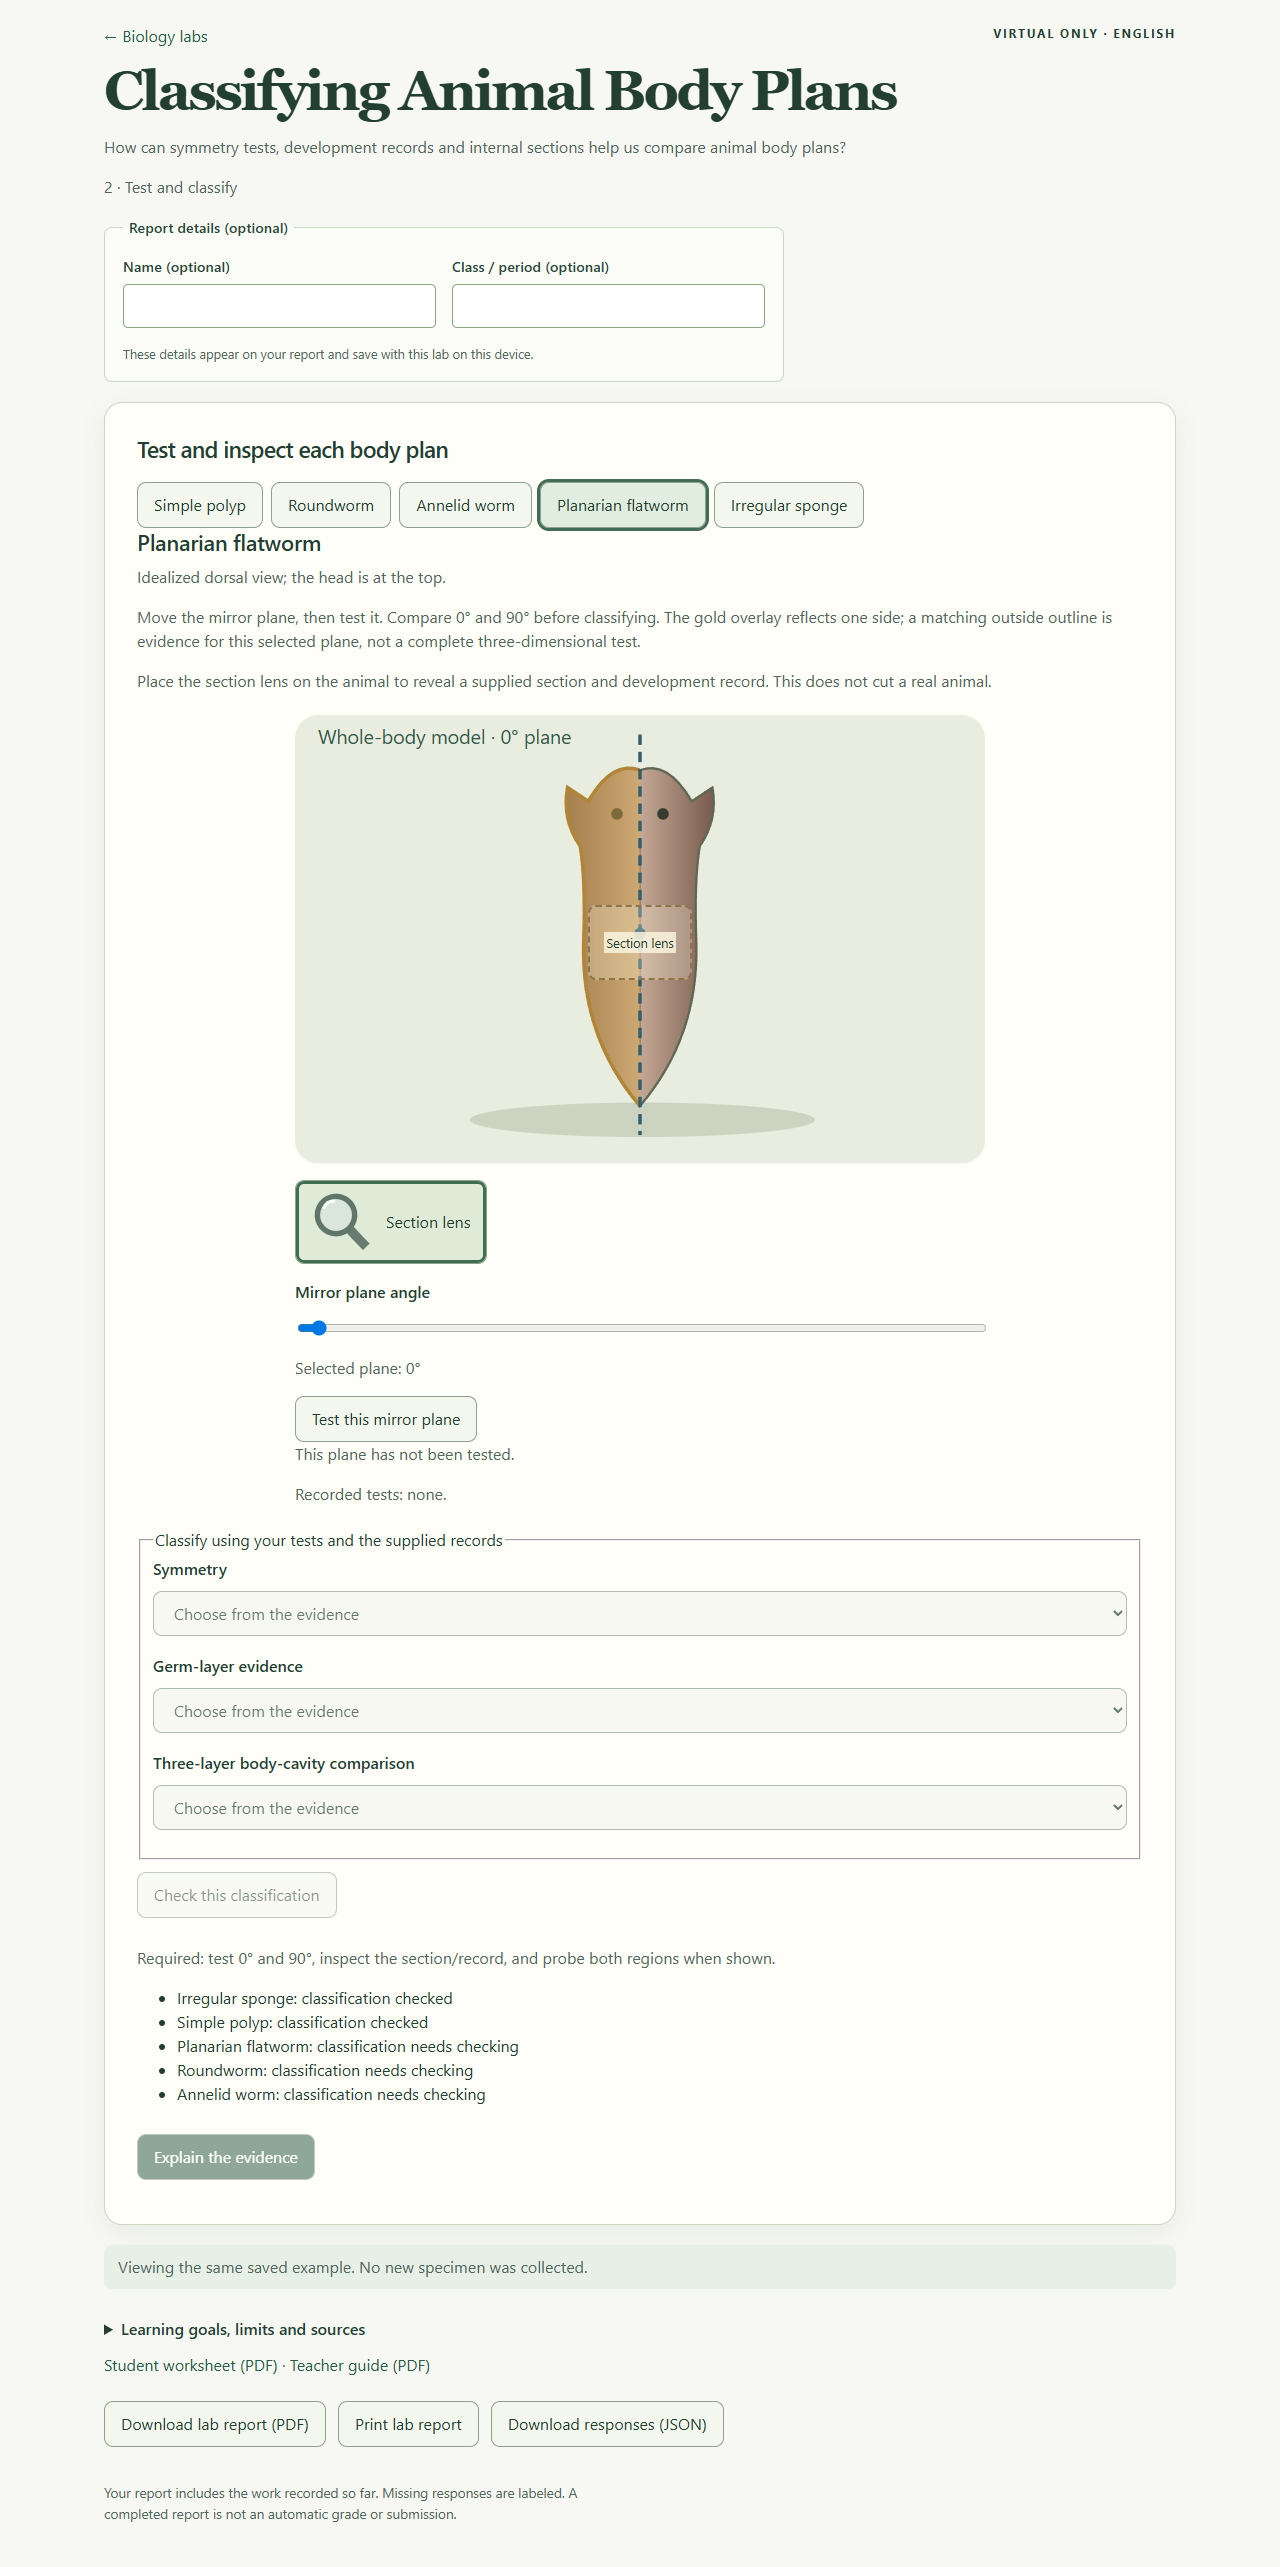 ← Biology labs
VIRTUAL ONLY · ENGLISH
Classifying Animal Body Plans
How can symmetry tests, development records and internal sections help us compare animal body plans?
2 · Test and classify
Report details (optional)
Name (optional)
Class / period (optional)
These details appear on your report and save with this lab on this device.
Test and inspect each body plan
Simple polyp
Roundworm
Annelid worm
Planarian flatworm
Irregular sponge
Planarian flatworm
Idealized dorsal view; the head is at the top.
Move the mirror plane, then test it. Compare 0° and 90° before classifying. The gold overlay reflects one side; a matching outside outline is
evidence for this selected plane, not a complete three-dimensional test.
Place the section lens on the animal to reveal a supplied section and development record. This does not cut a real animal.
Whole-body model · 0° plane
Section lens
Section lens
Mirror plane angle
Selected plane: 0°
Test this mirror plane
This plane has not been tested.
Recorded tests: none.
Classify using your tests and the supplied records
Symmetry
Choose from the evidence
Germ-layer evidence
Choose from the evidence
Three-layer body-cavity comparison
Choose from the evidence
Check this classification
Required: test 0° and 90°, inspect the section/record, and probe both regions when shown.
• Irregular sponge: classification checked
• Simple polyp: classification checked
• Planarian flatworm: classification needs checking
• Roundworm: classification needs checking
• Annelid worm: classification needs checking
Explain the evidence
Viewing the same saved example. No new specimen was collected.
▶ Learning goals, limits and sources
Student worksheet (PDF) · Teacher guide (PDF)
Download lab report (PDF)
Print lab report
Download responses (JSON)
Your report includes the work recorded so far. Missing responses are labeled. A
completed report is not an automatic grade or submission.